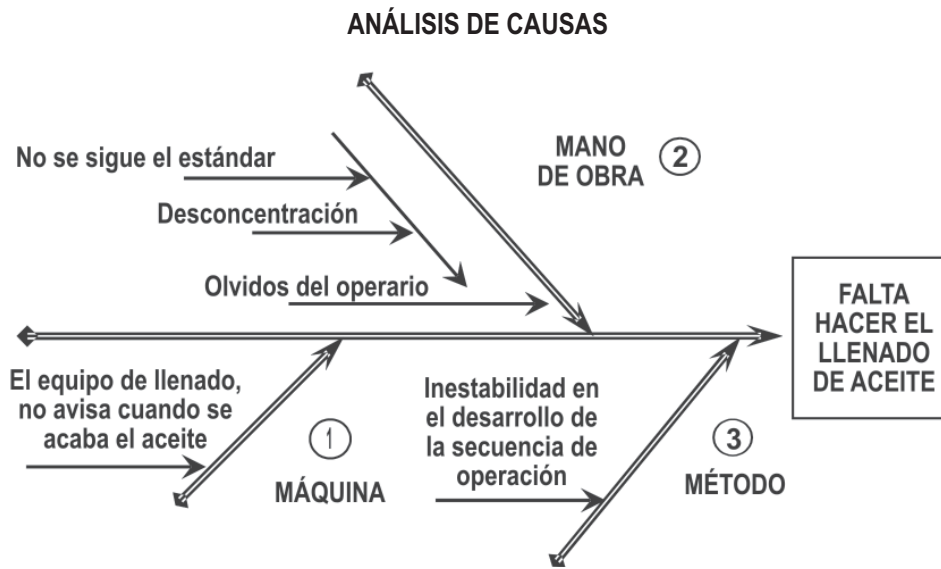 ANÁLISIS DE CAUSAS
No se sigue el estándar
Desconcentración
Olvidos del operario
MANO
DE OBRA
2
FALTA
HACER EL
LLENADO
DE ACEITE
El equipo de llenado,
no avisa cuando se
acaba el aceite
1
MÁQUINA
Inestabilidad en
el desarrollo de
la secuencia de
operación
3
MÉTODO